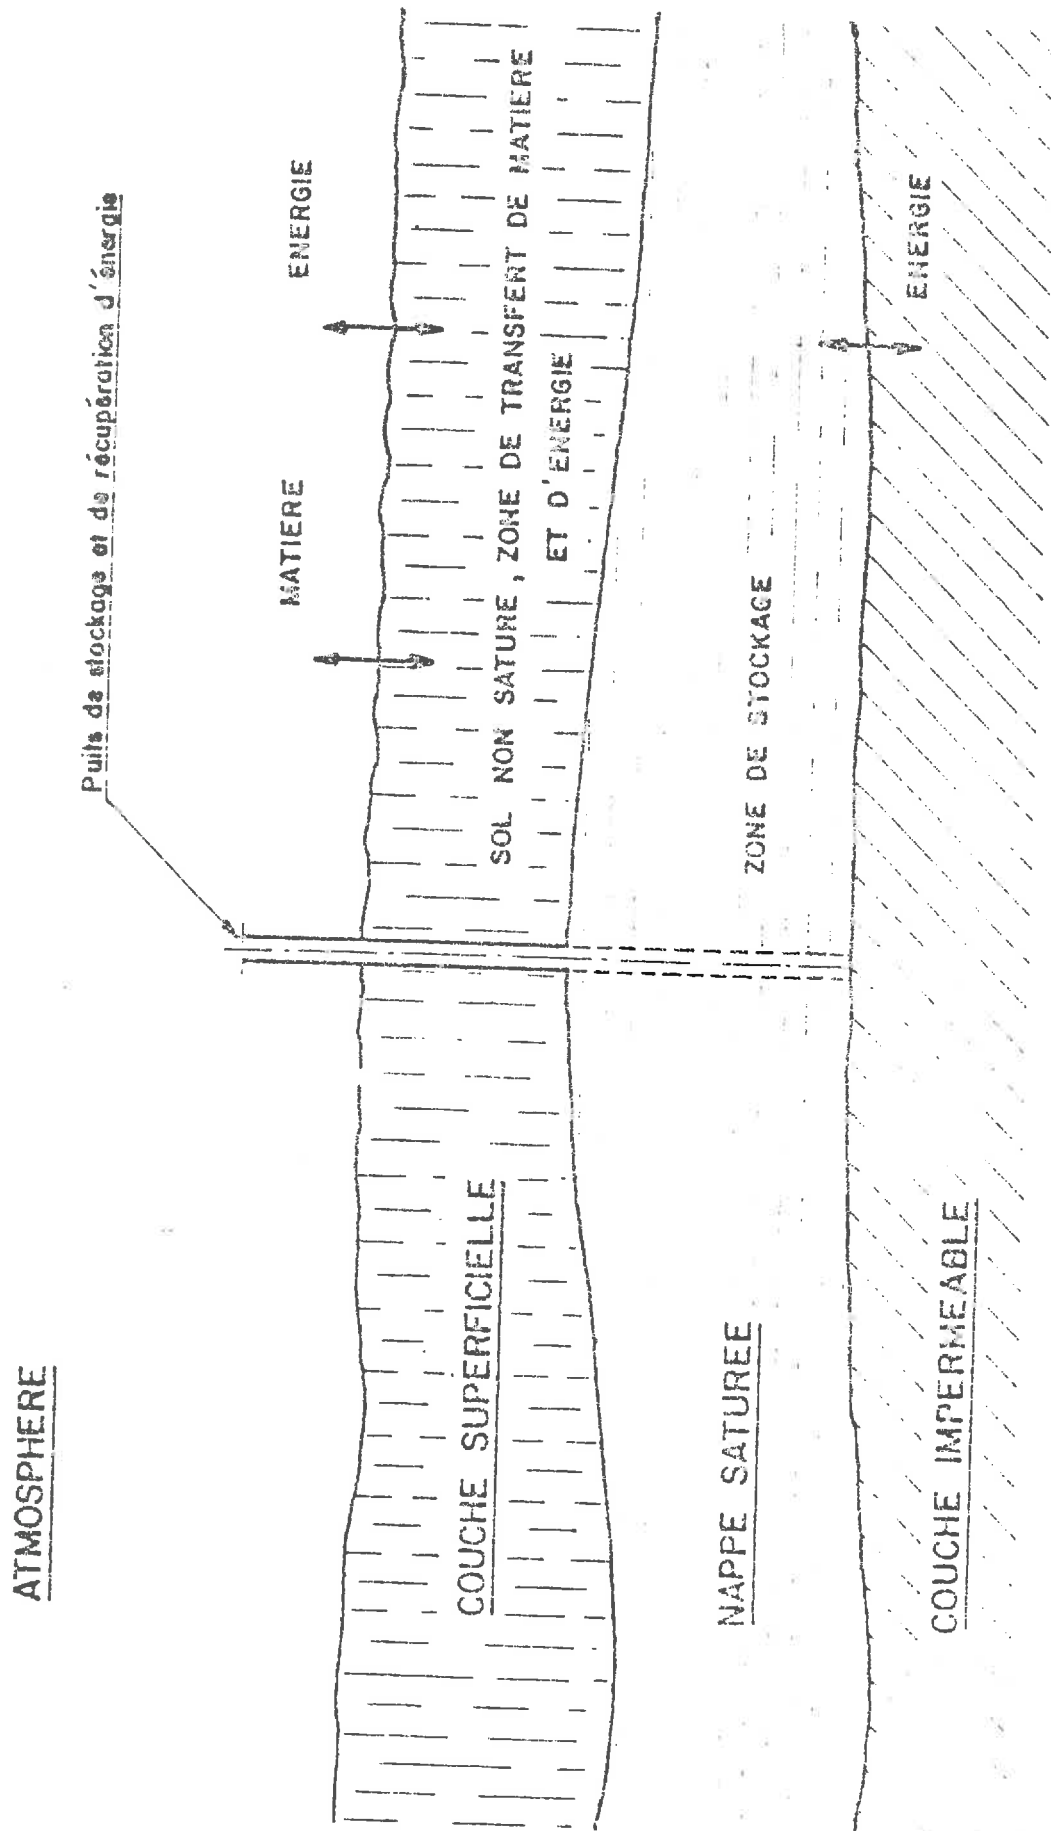 ATMOSPHERE
Puits de stockage et de récupération d'énergie
MATIERE
ENERGIE
COUCHE SUPERFICIELLE
SOL NON SATURE, ZONE DE TRANSFERT DE MATIERE
ET D'ENERGIE
NAPPE SATUREE
ZONE DE STOCKAGE
ENERGIE
COUCHE IMPERMEABLE